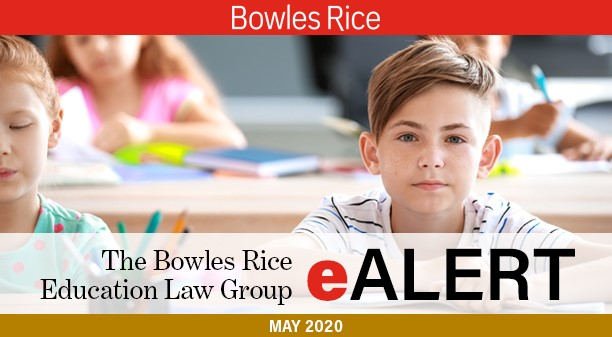 Bowles Rice
The Bowles Rice
Education Law Group
eALERT
MAY 2020